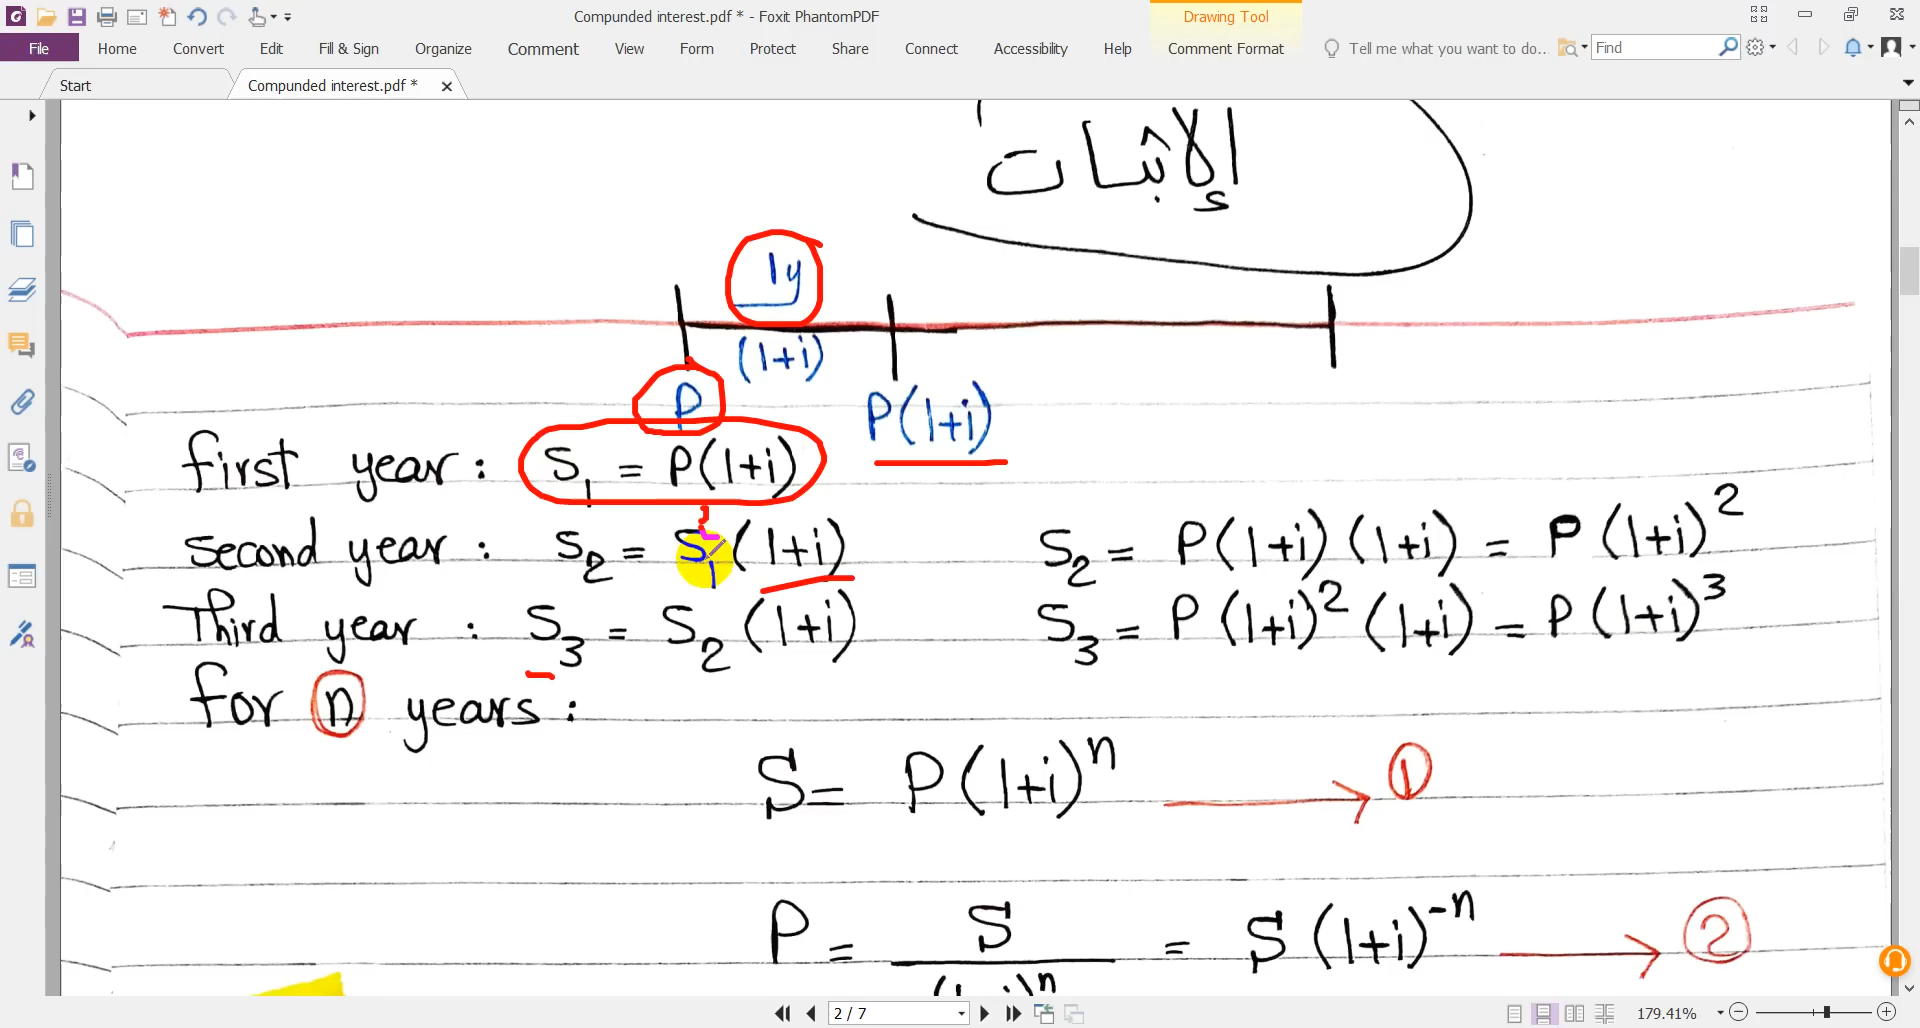 Compunded interest.pdf * - Foxit PhantomPDF
Drawing Tool
File Home Convert Edit Fill & Sign Organize Comment View Form Protect Share Connect Accessibility Help Comment Format Tell me what you want to do... Find
Start Compunded interest.pdf *
الإثبات
1y
(1+i)
P
P(1+i)
first year: S₁ = P(1+i)
second year: S₂ = S₁(1+i) S₂ = P(1+i)(1+i) = P(1+i)²
Third year: S₃ = S₂(1+i) S₃ = P(1+i)²(1+i) = P(1+i)³
for n years:
S = P(1+i)ⁿ → ①
P = S/(1+i)ⁿ = S(1+i)⁻ⁿ → ②
2 / 7
179.41%